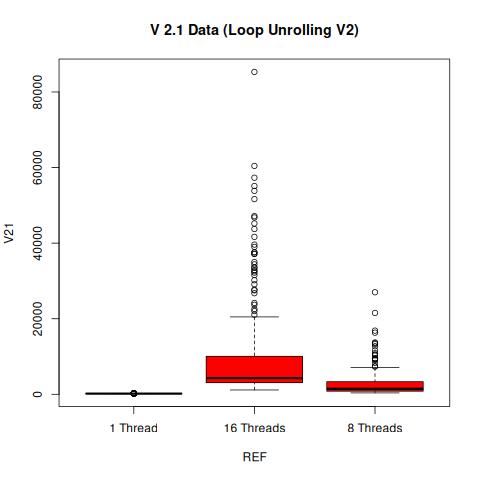 V 2.1 Data (Loop Unrolling V2)
80000
60000
40000
20000
0
V21
1 Thread
16 Threads
8 Threads
REF